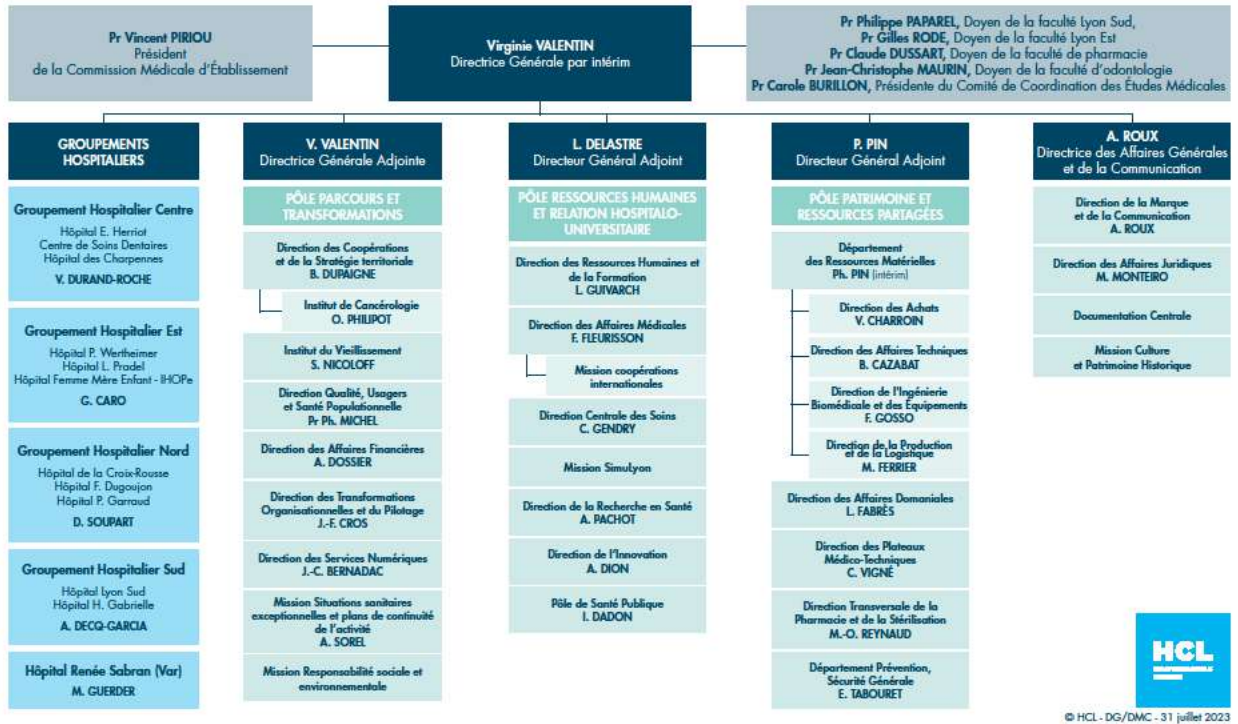 Pr Vincent PIRIOU
Président
de la Commission Médicale d'Établissement
Virginie VALENTIN
Directrice Générale par intérim
Pr Philippe PAPAREL, Doyen de la faculté Lyon Sud,
Pr Gilles RODE, Doyen de la faculté Lyon Est
Pr Claude DUSSART, Doyen de la faculté de pharmacie
Pr Jean-Christophe MAURIN, Doyen de la faculté d'odontologie
Pr Carole BURILLON, Présidente du Comité de Coordination des Études Médicales
GROUPEMENTS
HOSPITALIERS
Groupement Hospitalier Centre
Hôpital E. Herriot
Centre de Soins Dentaires
Hôpital des Charpennes
V. DURAND-ROCHE
Groupement Hospitalier Est
Hôpital P. Wertheimer
Hôpital L. Pradel
Hôpital Femme Mère Enfant - IHOPe
G. CARO
Groupement Hospitalier Nord
Hôpital de la Croix-Rousse
Hôpital F. Dugoujon
Hôpital P. Garraud
D. SOUPART
Groupement Hospitalier Sud
Hôpital Lyon Sud
Hôpital H. Gabrielle
A. DECQ-GARCIA
Hôpital Renée Sabran (Var)
M. GUERDER
V. VALENTIN
Directrice Générale Adjointe
PÔLE PARCOURS ET
TRANSFORMATIONS
Direction des Coopérations
et de la Stratégie territoriale
B. DUPAIGNE
Institut de Cancérologie
O. PHILIPOT
Institut du Vieillissement
S. NICOLOFF
Direction Qualité, Usagers
et Santé Populationnelle
Pr Ph. MICHEL
Direction des Affaires Financières
A. DOSSIER
Direction des Transformations
Organisationnelles et du Pilotage
J.-F. CROS
Direction des Services Numériques
J.-C. BERNADAC
Mission Situations sanitaires
exceptionnelles et plans de continuité
de l'activité
A. SOREL
Mission Responsabilité sociale et
environnementale
L. DELASTRE
Directeur Général Adjoint
PÔLE RESSOURCES HUMAINES
ET RELATION HOSPITALO-
UNIVERSITAIRE
Direction des Ressources Humaines et
de la Formation
L. GUIVARCH
Direction des Affaires Médicales
F. FLEURISSON
Mission coopérations
internationales
Direction Centrale des Soins
C. GENDRY
Mission SimuLyon
Direction de la Recherche en Santé
A. PACHOT
Direction de l'Innovation
A. DION
Pôle de Santé Publique
I. DADON
P. PIN
Directeur Général Adjoint
PÔLE PATRIMOINE ET
RESSOURCES PARTAGÉES
Département
des Ressources Matérielles
Ph. PIN (intérim)
Direction des Achats
V. CHARROIN
Direction des Affaires Techniques
B. CAZABAT
Direction de l'Ingénierie
Biomédicale et des Équipements
F. GOSSO
Direction de la Production
et de la Logistique
M. FERRIER
Direction des Affaires Domaniales
L. FABRÈS
Direction des Plateaux
Médico-Techniques
C. VIGNÉ
Direction Transversale de la
Pharmacie et de la Stérilisation
M.-O. REYNAUD
Département Prévention,
Sécurité Générale
E. TABOURET
A. ROUX
Directrice des Affaires Générales
et de la Communication
Direction de la Marque
et de la Communication
A. ROUX
Direction des Affaires Juridiques
M. MONTEIRO
Documentation Centrale
Mission Culture
et Patrimoine Historique
HCL
© HCL - DG/DMC - 31 juillet 2023